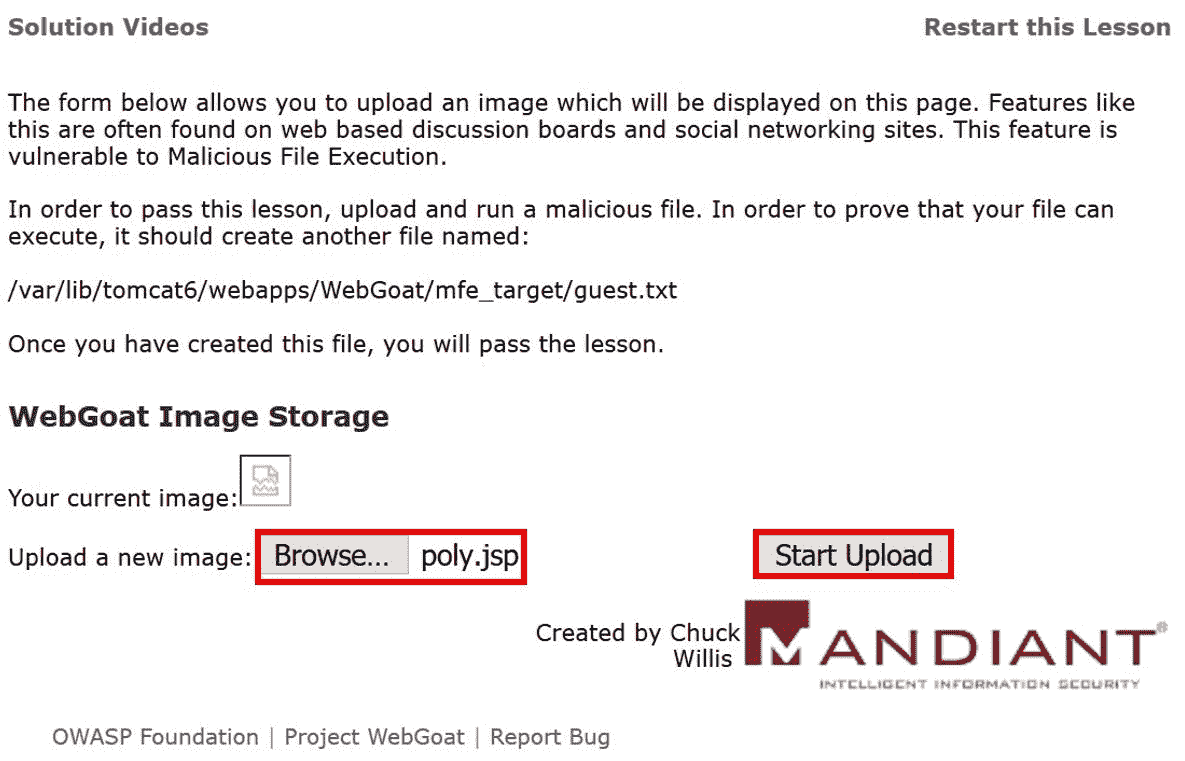 Solution Videos
Restart this Lesson
The form below allows you to upload an image which will be displayed on this page. Features like
this are often found on web based discussion boards and social networking sites. This feature is
vulnerable to Malicious File Execution.
In order to pass this lesson, upload and run a malicious file. In order to prove that your file can
execute, it should create another file named:
/var/lib/tomcat6/webapps/WebGoat/mfe_target/guest.txt
Once you have created this file, you will pass the lesson.
WebGoat Image Storage
Your current image:
Upload a new image: Browse... poly.jsp Start Upload
Created by Chuck
Willis
MANDIANT®
INTELLIGENT INFORMATION SECURITY
OWASP Foundation | Project WebGoat | Report Bug